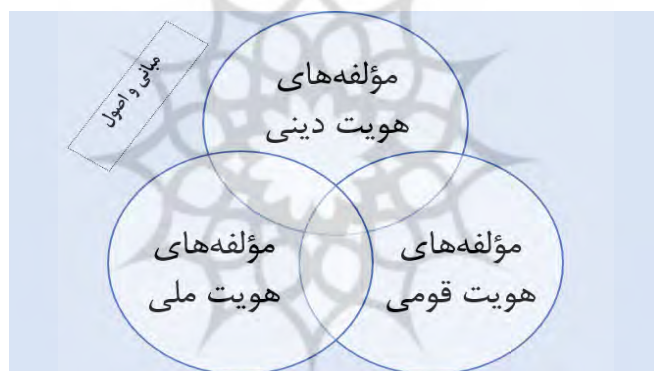 مبانی و اصول
مؤلفه‌های
هویت دینی
مؤلفه‌های
هویت قومی
مؤلفه‌های
هویت ملی